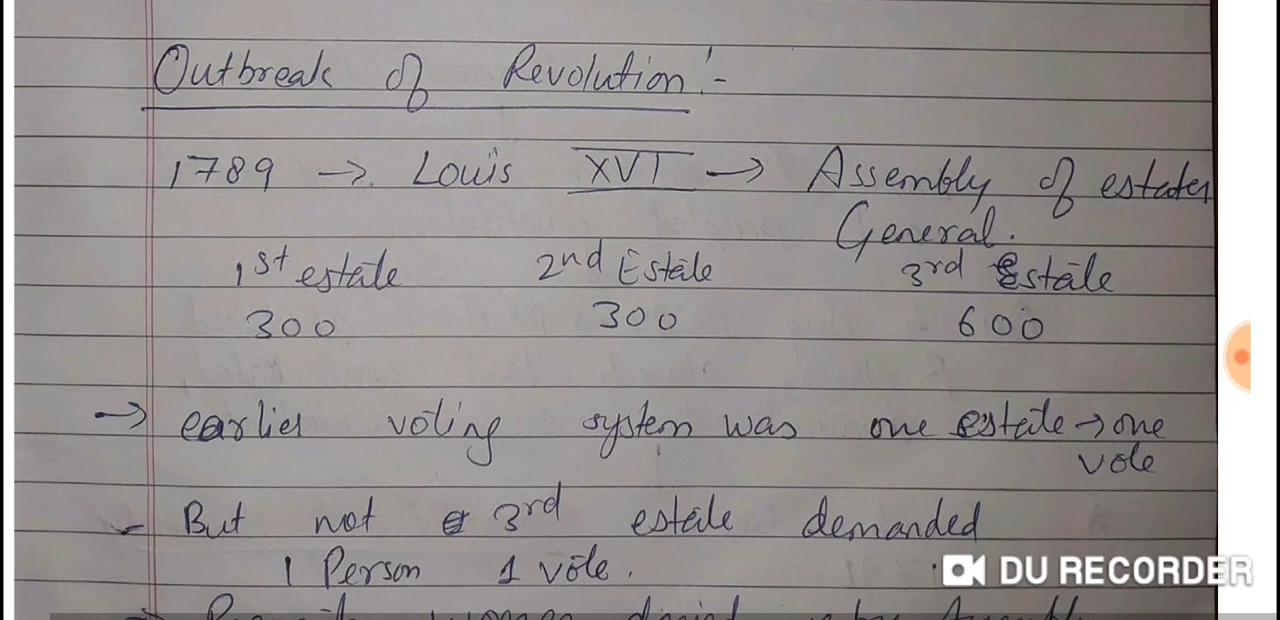 Outbreak of Revolution:-
1789 → Louis XVI → Assembly of estates
General.
1st estate 2nd Estate 3rd Estate
300 300 600
→ earlier voting system was one estate → one
vote
- But not 3rd estate demanded
1 Person 1 vote.
DU RECORDER